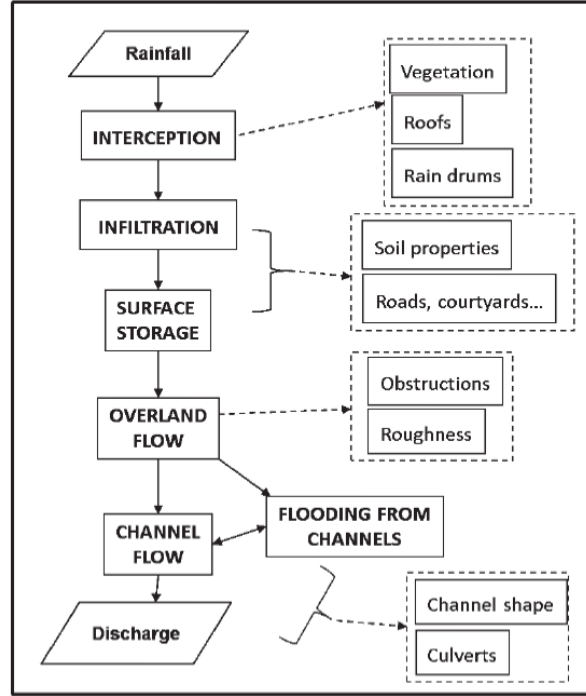 Rainfall
INTERCEPTION
Vegetation
Roofs
Rain drums
INFILTRATION
SURFACE
STORAGE
Soil properties
Roads, courtyards...
OVERLAND
FLOW
Obstructions
Roughness
CHANNEL
FLOW
FLOODING FROM
CHANNELS
Discharge
Channel shape
Culverts